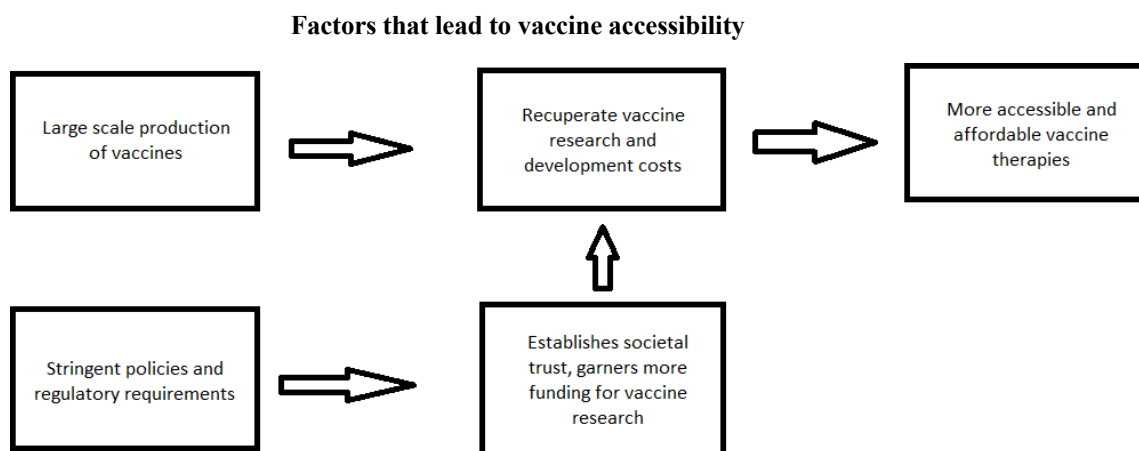 Factors that lead to vaccine accessibility
Large scale production
of vaccines
Recuperate vaccine
research and
development costs
More accessible and
affordable vaccine
therapies
Stringent policies and
regulatory requirements
Establishes societal
trust, garners more
funding for vaccine
research